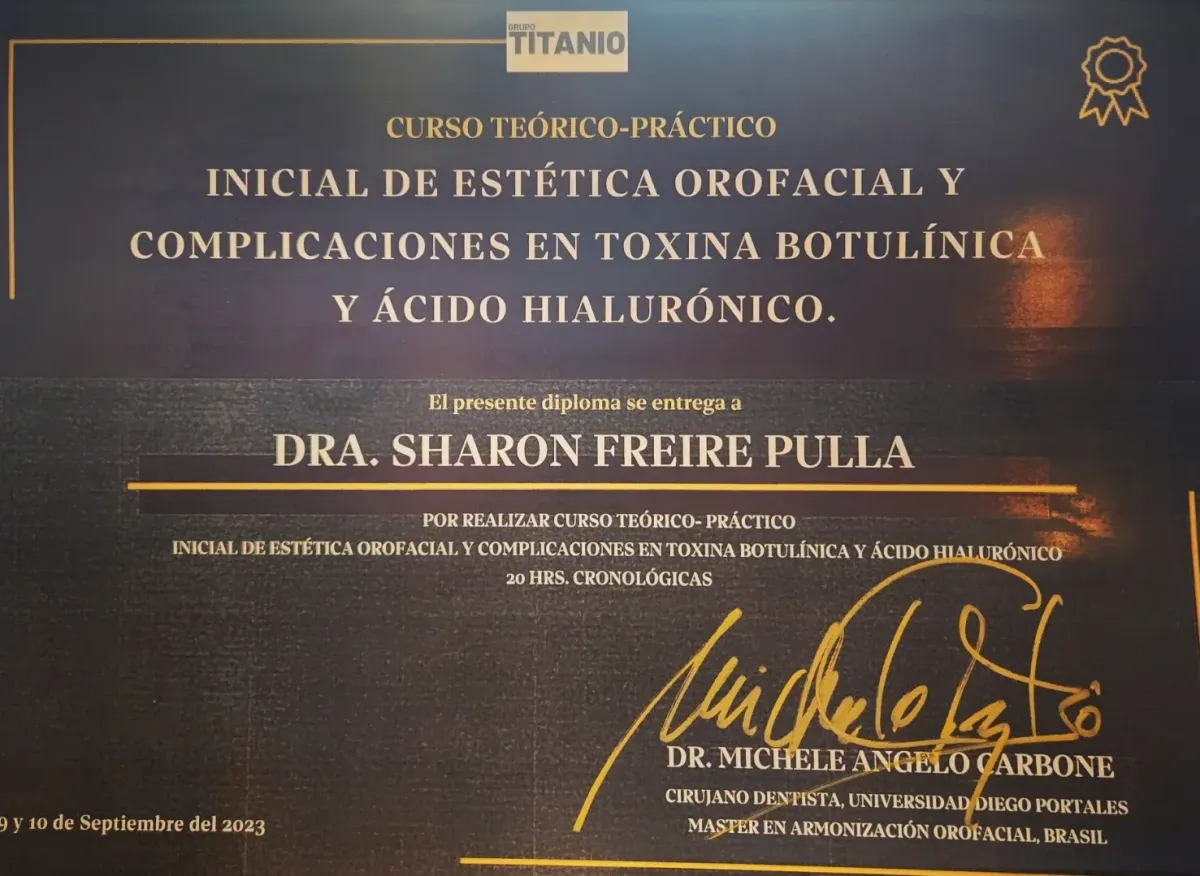 GRUPO
TITANIO
CURSO TEÓRICO-PRÁCTICO
INICIAL DE ESTÉTICA OROFACIAL Y
COMPLICACIONES EN TOXINA BOTULÍNICA
Y ÁCIDO HIALURÓNICO.
El presente diploma se entrega a
DRA. SHARON FREIRE PULLA
POR REALIZAR CURSO TEÓRICO- PRÁCTICO
INICIAL DE ESTÉTICA OROFACIAL Y COMPLICACIONES EN TOXINA BOTULÍNICA Y ÁCIDO HIALURÓNICO
20 HRS. CRONOLÓGICAS
DR. MICHELE ANGELO CARBONE
CIRUJANO DENTISTA, UNIVERSIDAD DIEGO PORTALES
MASTER EN ARMONIZACIÓN OROFACIAL, BRASIL
9 y 10 de Septiembre del 2023